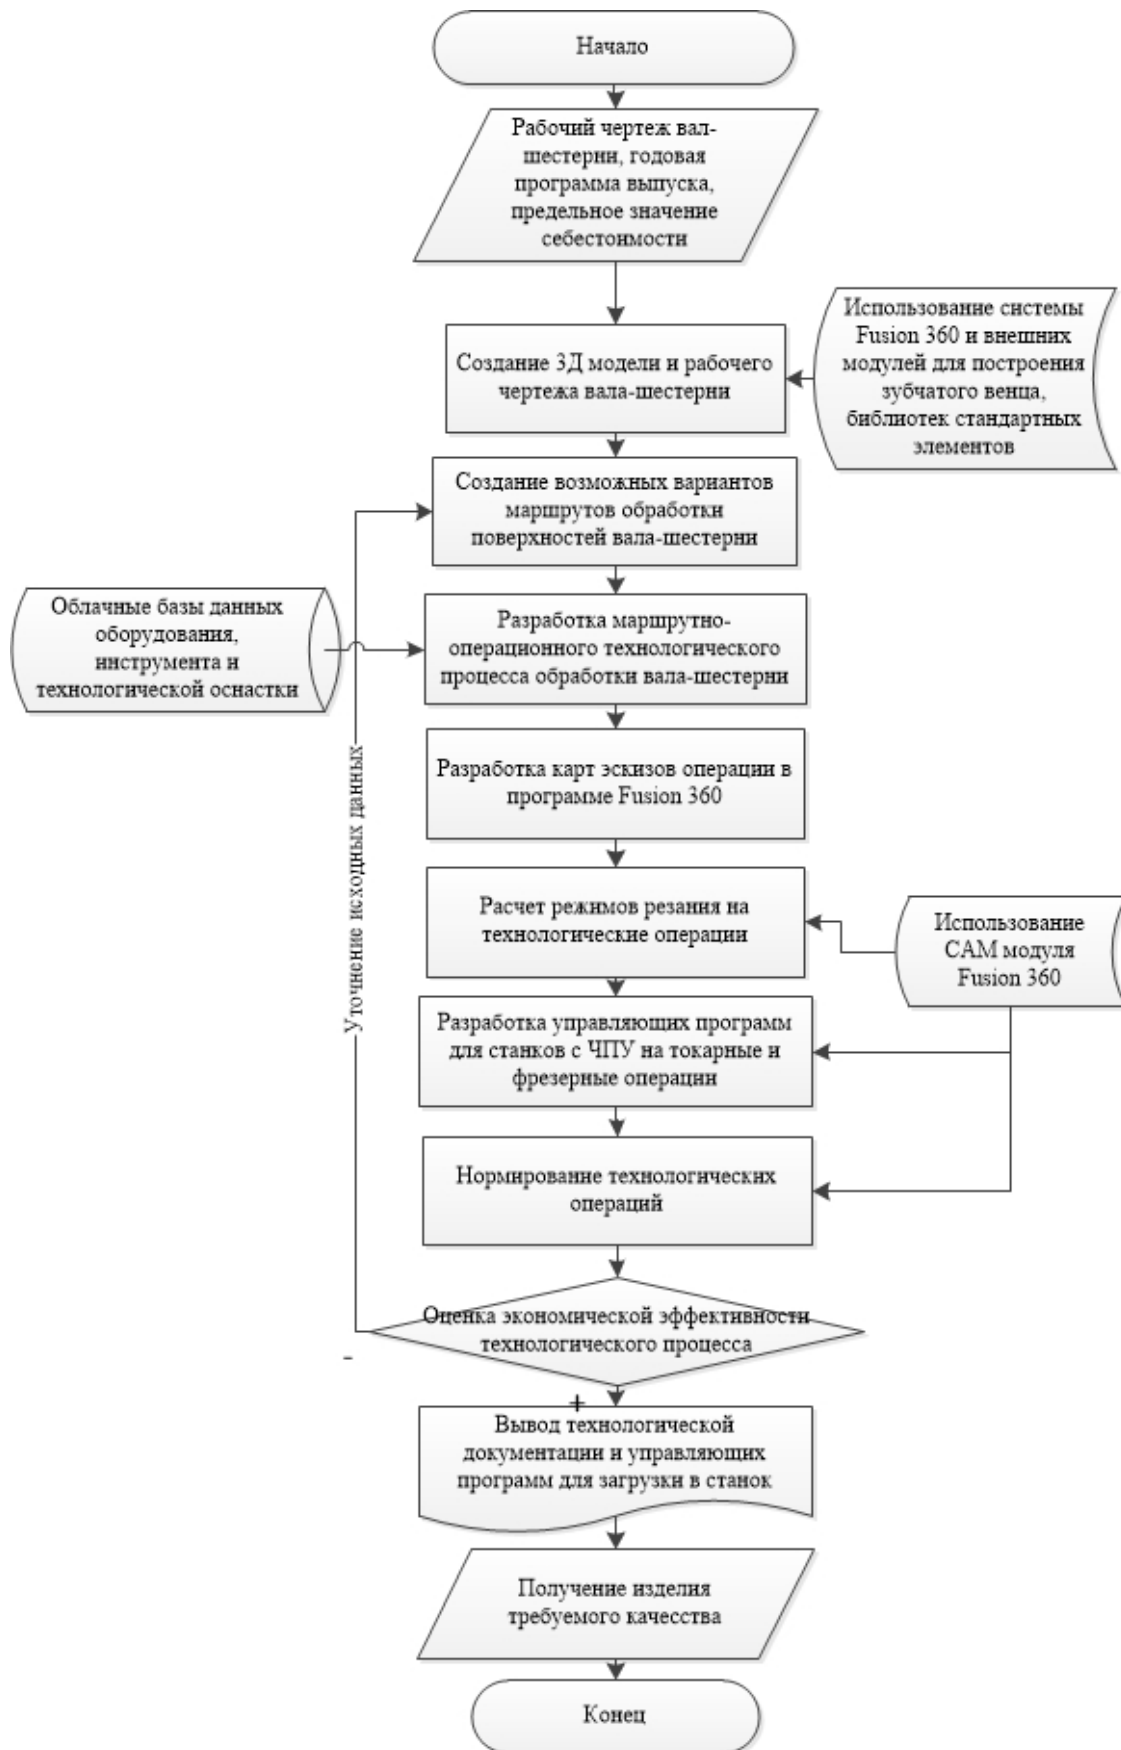 Начало
Рабочий чертеж вал-
шестерни, годовая
программа выпуска,
предельное значение
себестоимости
Использование системы
Fusion 360 и внешних
модулей для построения
зубчатого венца,
библиотек стандартных
элементов
Создание 3Д модели и рабочего
чертежа вала-шестерни
Создание возможных вариантов
маршрутов обработки
поверхностей вала-шестерни
Облачные базы данных
оборудования,
инструмента и
технологической оснастки
Разработка маршрутно-
операционного технологического
процесса обработки вала-шестерни
Разработка карт эскизов операции в
программе Fusion 360
Уточнение исходных данных
Расчет режимов резания на
технологические операции
Использование
CAM модуля
Fusion 360
Разработка управляющих программ
для станков с ЧПУ на токарные и
фрезерные операции
Нормирование технологических
операций
Оценка экономической эффективности
технологического процесса
-
+
Вывод технологической
документации и управляющих
программ для загрузки в станок
Получение изделия
требуемого качесства
Конец